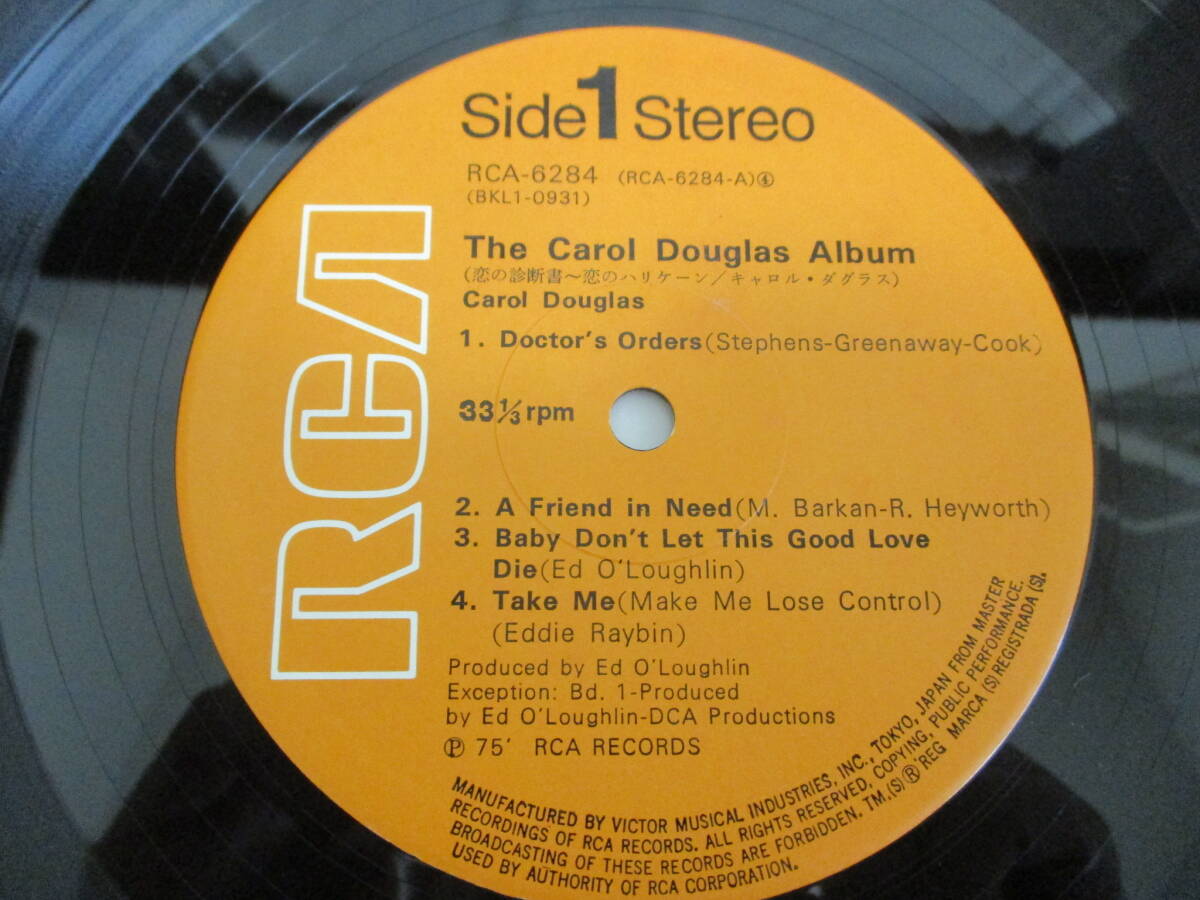 Side 1 Stereo
RCA-6284 (RCA-6284-A)④
(BKL1-0931)
The Carol Douglas Album
(恋の診断書～恋のハリケーン/キャロル・ダグラス)
Carol Douglas
1. Doctor's Orders(Stephens-Greenaway-Cook)
33⅓ rpm
2. A Friend in Need(M. Barkan-R. Heyworth)
3. Baby Don't Let This Good Love
Die(Ed O'Loughlin)
4. Take Me(Make Me Lose Control)
(Eddie Raybin)
Produced by Ed O'Loughlin
Exception: Bd. 1-Produced
by Ed O'Loughlin-DCA Productions
Ⓟ 75' RCA RECORDS
RCA
MANUFACTURED BY VICTOR MUSICAL INDUSTRIES, INC., TOKYO, JAPAN FROM MASTER
RECORDINGS OF RCA RECORDS. ALL RIGHTS RESERVED, COPYING, PUBLIC PERFORMANCE.
BROADCASTING OF THESE RECORDS ARE FORBIDDEN, TM.(S)® REG MARCA (S) REGISTRADA (S).
USED BY AUTHORITY OF RCA CORPORATION.